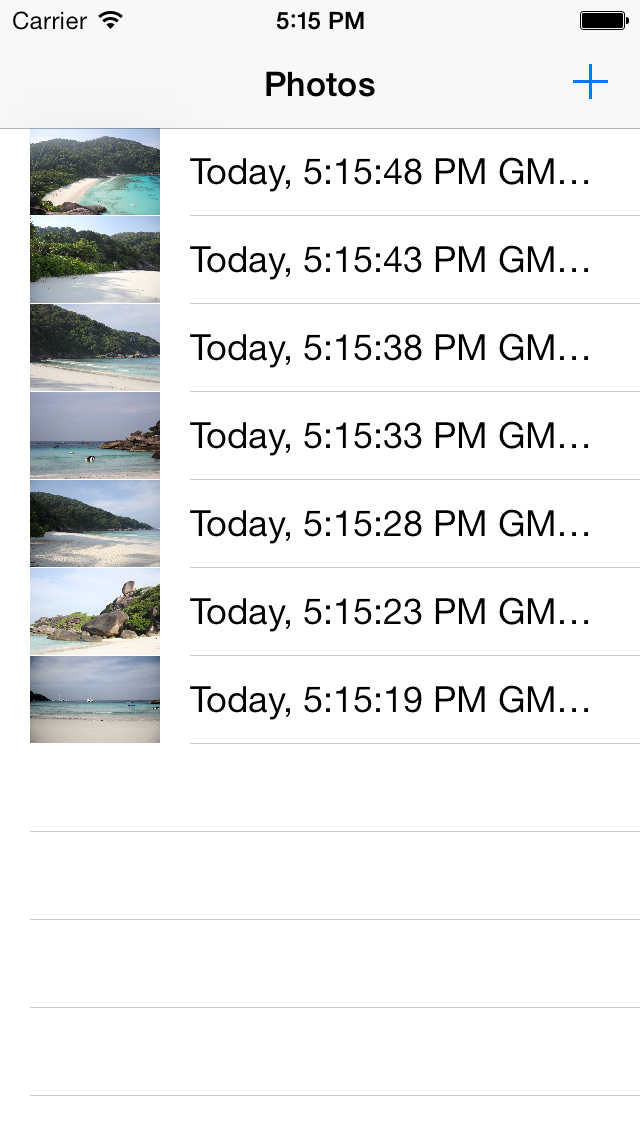 Carrier 5:15 PM
Photos +
Today, 5:15:48 PM GM…
Today, 5:15:43 PM GM…
Today, 5:15:38 PM GM…
Today, 5:15:33 PM GM…
Today, 5:15:28 PM GM…
Today, 5:15:23 PM GM…
Today, 5:15:19 PM GM…